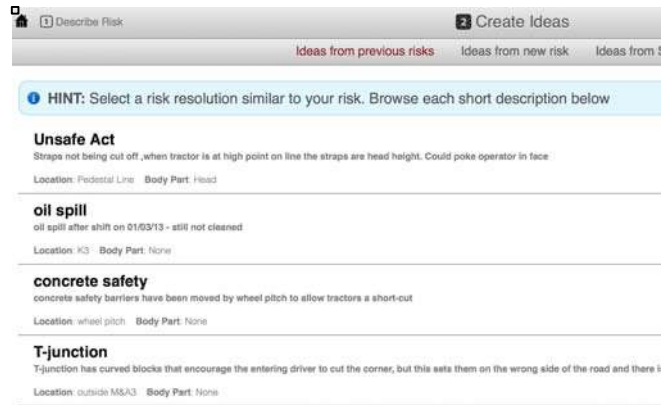 1 Describe Risk
2 Create Ideas
Ideas from previous risks Ideas from new risk Ideas from
HINT: Select a risk resolution similar to your risk. Browse each short description below
Unsafe Act
Straps not being cut off ,when tractor is at high point on line the straps are head height. Could poke operator in face
Location: Pedestal Line Body Part: Head
oil spill
oil spill after shift on 01/03/13 - still not cleaned
Location: K3 Body Part: None
concrete safety
concrete safety barriers have been moved by wheel pitch to allow tractors a short-cut
Location: wheel pitch Body Part: None
T-junction
T-junction has curved blocks that encourage the entering driver to cut the corner, but this sets them on the wrong side of the road and there
Location: outside M&A3 Body Part: None